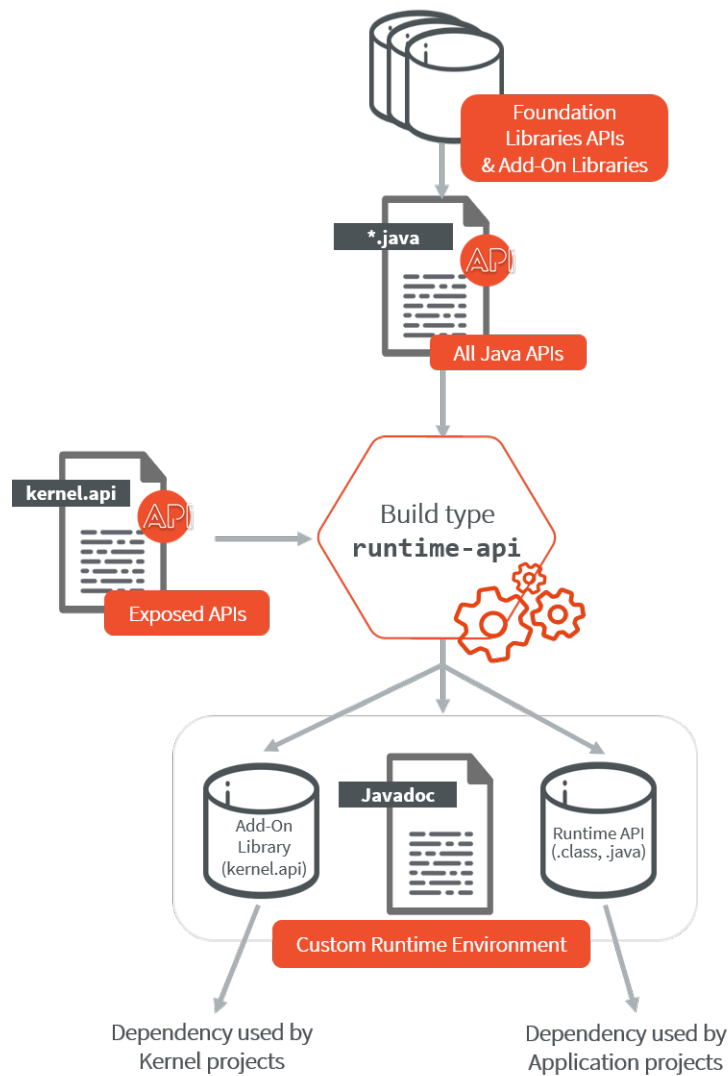 Foundation
Libraries APIs
& Add-On Libraries
*.java
API
All Java APIs
kernel.api
API
Exposed APIs
Build type
runtime-api
Add-On
Library
(kernel.api)
Javadoc
Runtime API
(.class, .java)
Custom Runtime Environment
Dependency used by
Kernel projects
Dependency used by
Application projects